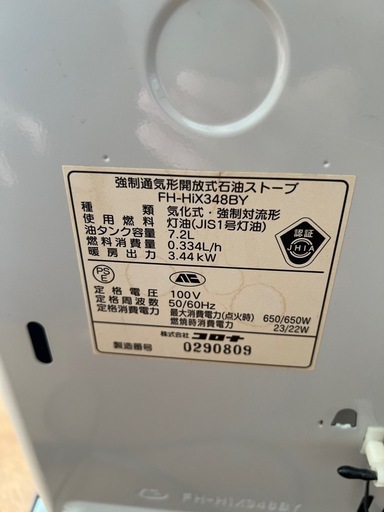 強制通気形開放式石油ストーブ
FH-HiX348BY
種類 気化式・強制対流形
使用燃料 灯油(JIS1号灯油)
油タンク容量 7.2L
燃料消費量 0.334L/h
暖房出力 3.44kW
認証
JHIA
PS
E
定格電圧 100V
定格周波数 50/60Hz
定格消費電力 最大消費電力(点火時) 650/650W
燃焼時消費電力 23/22W
株式会社 コロナ
製造番号 0290809
FH-HiX348BY